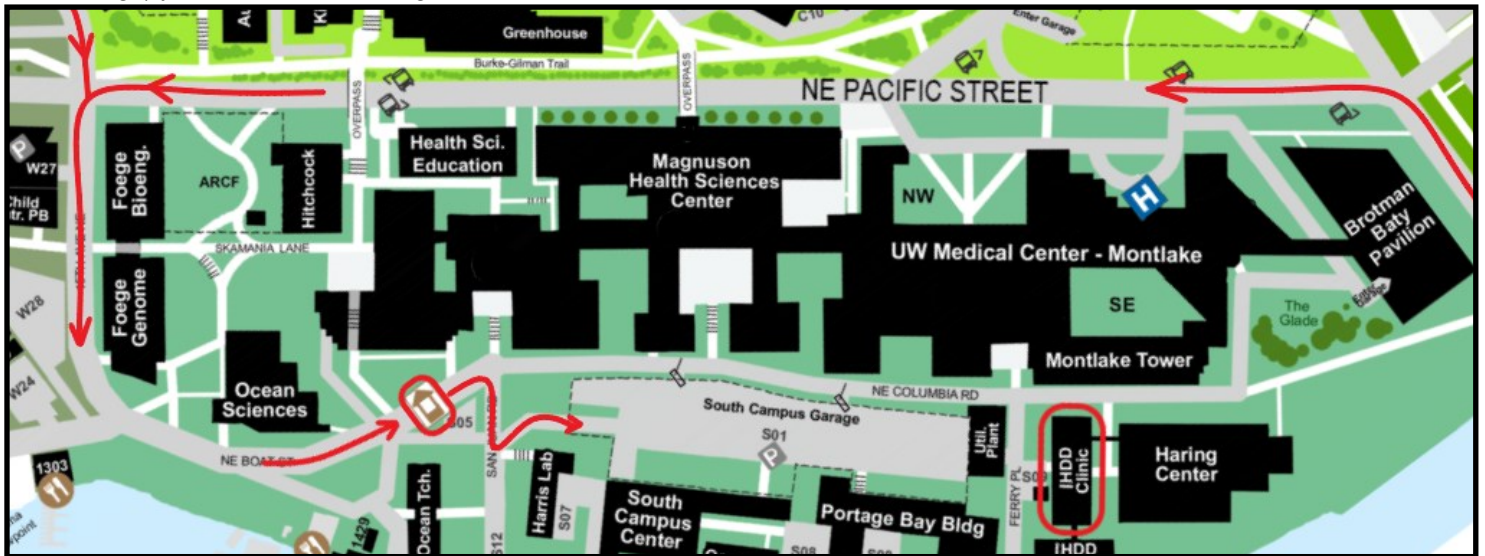 C10
Enter Garage
Greenhouse
Burke-Gilman Trail
OVERPASS
OVERPASS
NE PACIFIC STREET
P
W27
Foege
Bioeng.
ARCF
Hitchcock
Health Sci.
Education
Magnuson
Health Sciences
Center
NW
H
Brotman
Baty
Pavilion
UW Medical Center - Montlake
SKAMANIA LANE
W28
Foege
Genome
SE
The
Glade
Enter
Garage
Montlake Tower
W24
Ocean
Sciences
NE COLUMBIA RD
South Campus Garage
S05
S01
P
Util.
Plant
IHDD
Clinic
Haring
Center
NE BOAT ST
1303
Ocean Tch.
Harris Lab
S07
S12
1429
South
Campus
Center
Portage Bay Bldg
FERRY PL
S08
IHDD